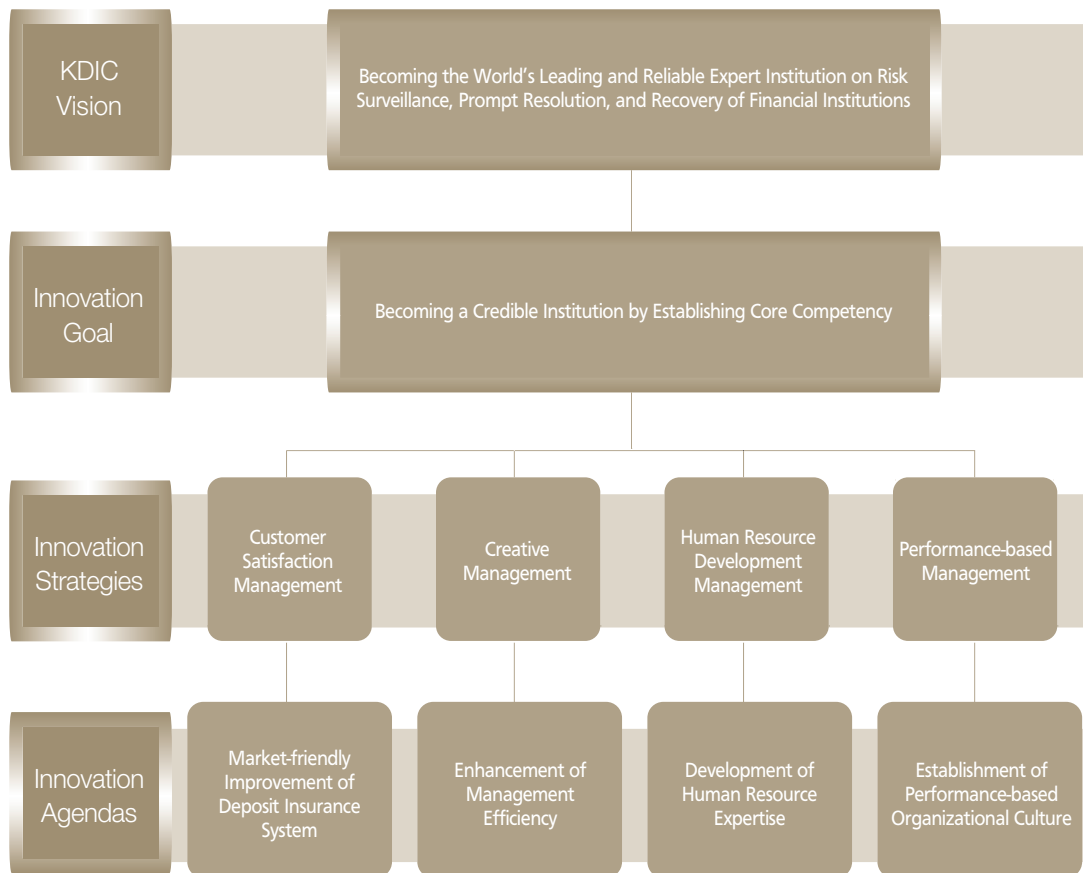 KDIC
Vision
Becoming the World's Leading and Reliable Expert Institution on Risk
Surveillance, Prompt Resolution, and Recovery of Financial Institutions
Innovation
Goal
Becoming a Credible Institution by Establishing Core Competency
Innovation
Strategies
Customer
Satisfaction
Management
Creative
Management
Human Resource
Development
Management
Performance-based
Management
Innovation
Agendas
Market-friendly
Improvement of
Deposit Insurance
System
Enhancement of
Management
Efficiency
Development of
Human Resource
Expertise
Establishment of
Performance-based
Organizational Culture